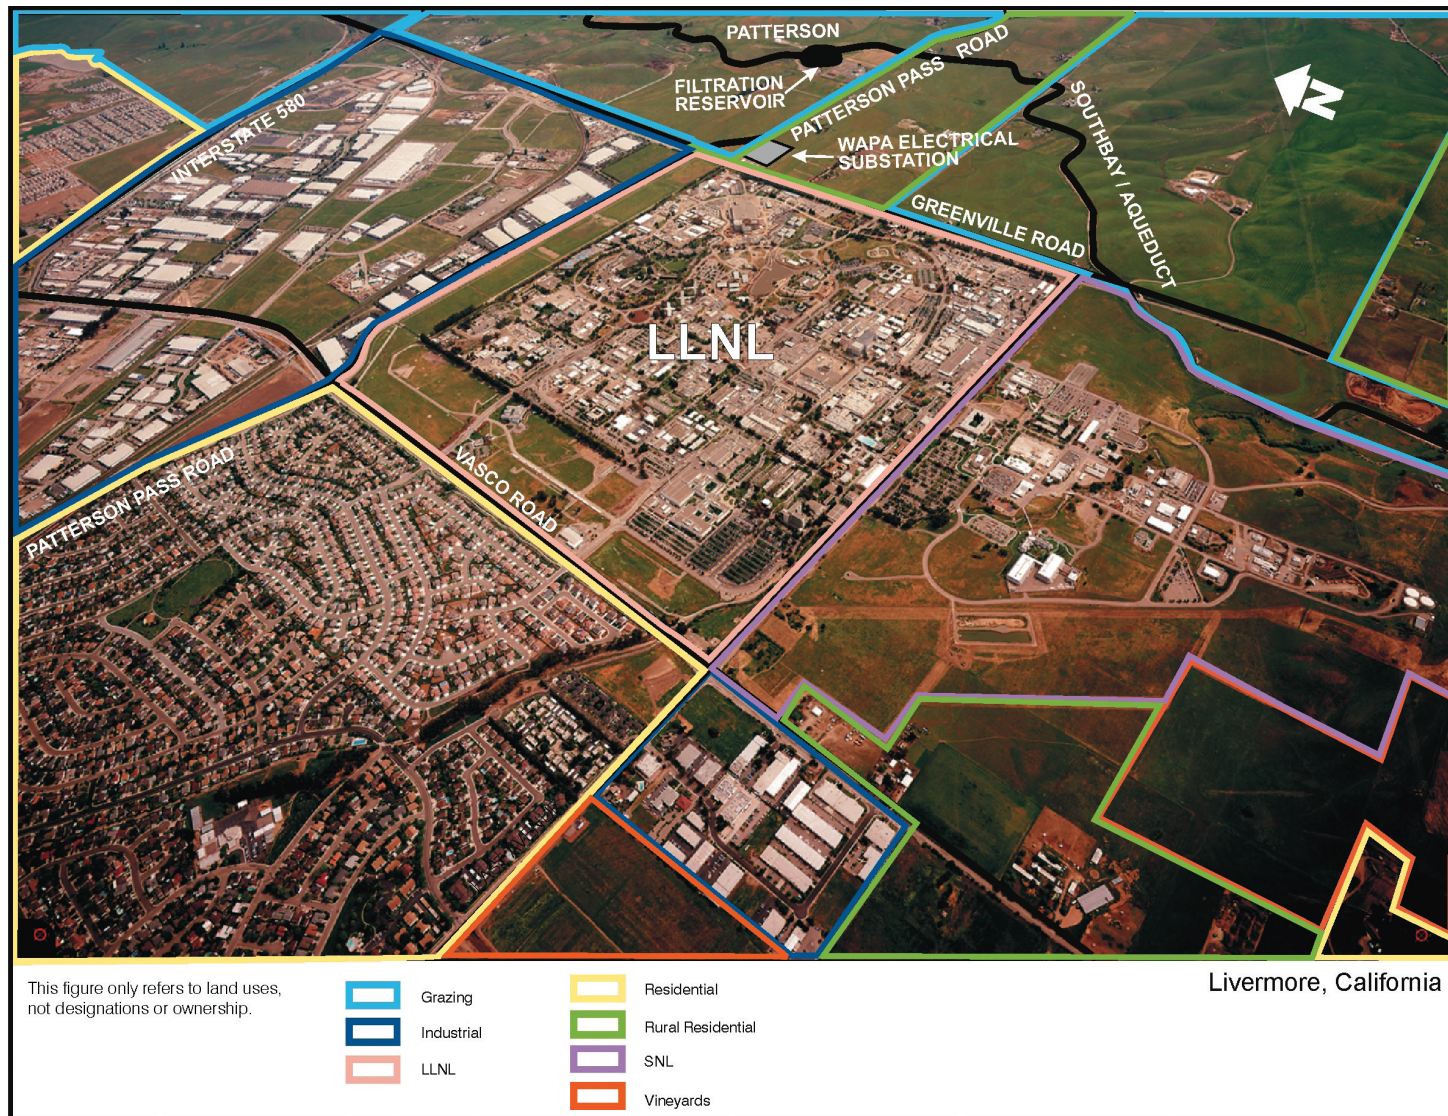 PATTERSON
FILTRATION
RESERVOIR
PATTERSON PASS ROAD
WAPA ELECTRICAL
SUBSTATION
SOUTHBAY / AQUEDUCT
N
INTERSTATE 580
GREENVILLE ROAD
LLNL
VASCO ROAD
PATTERSON PASS ROAD
This figure only refers to land uses,
not designations or ownership.
Grazing
Industrial
LLNL
Residential
Rural Residential
SNL
Vineyards
Livermore, California